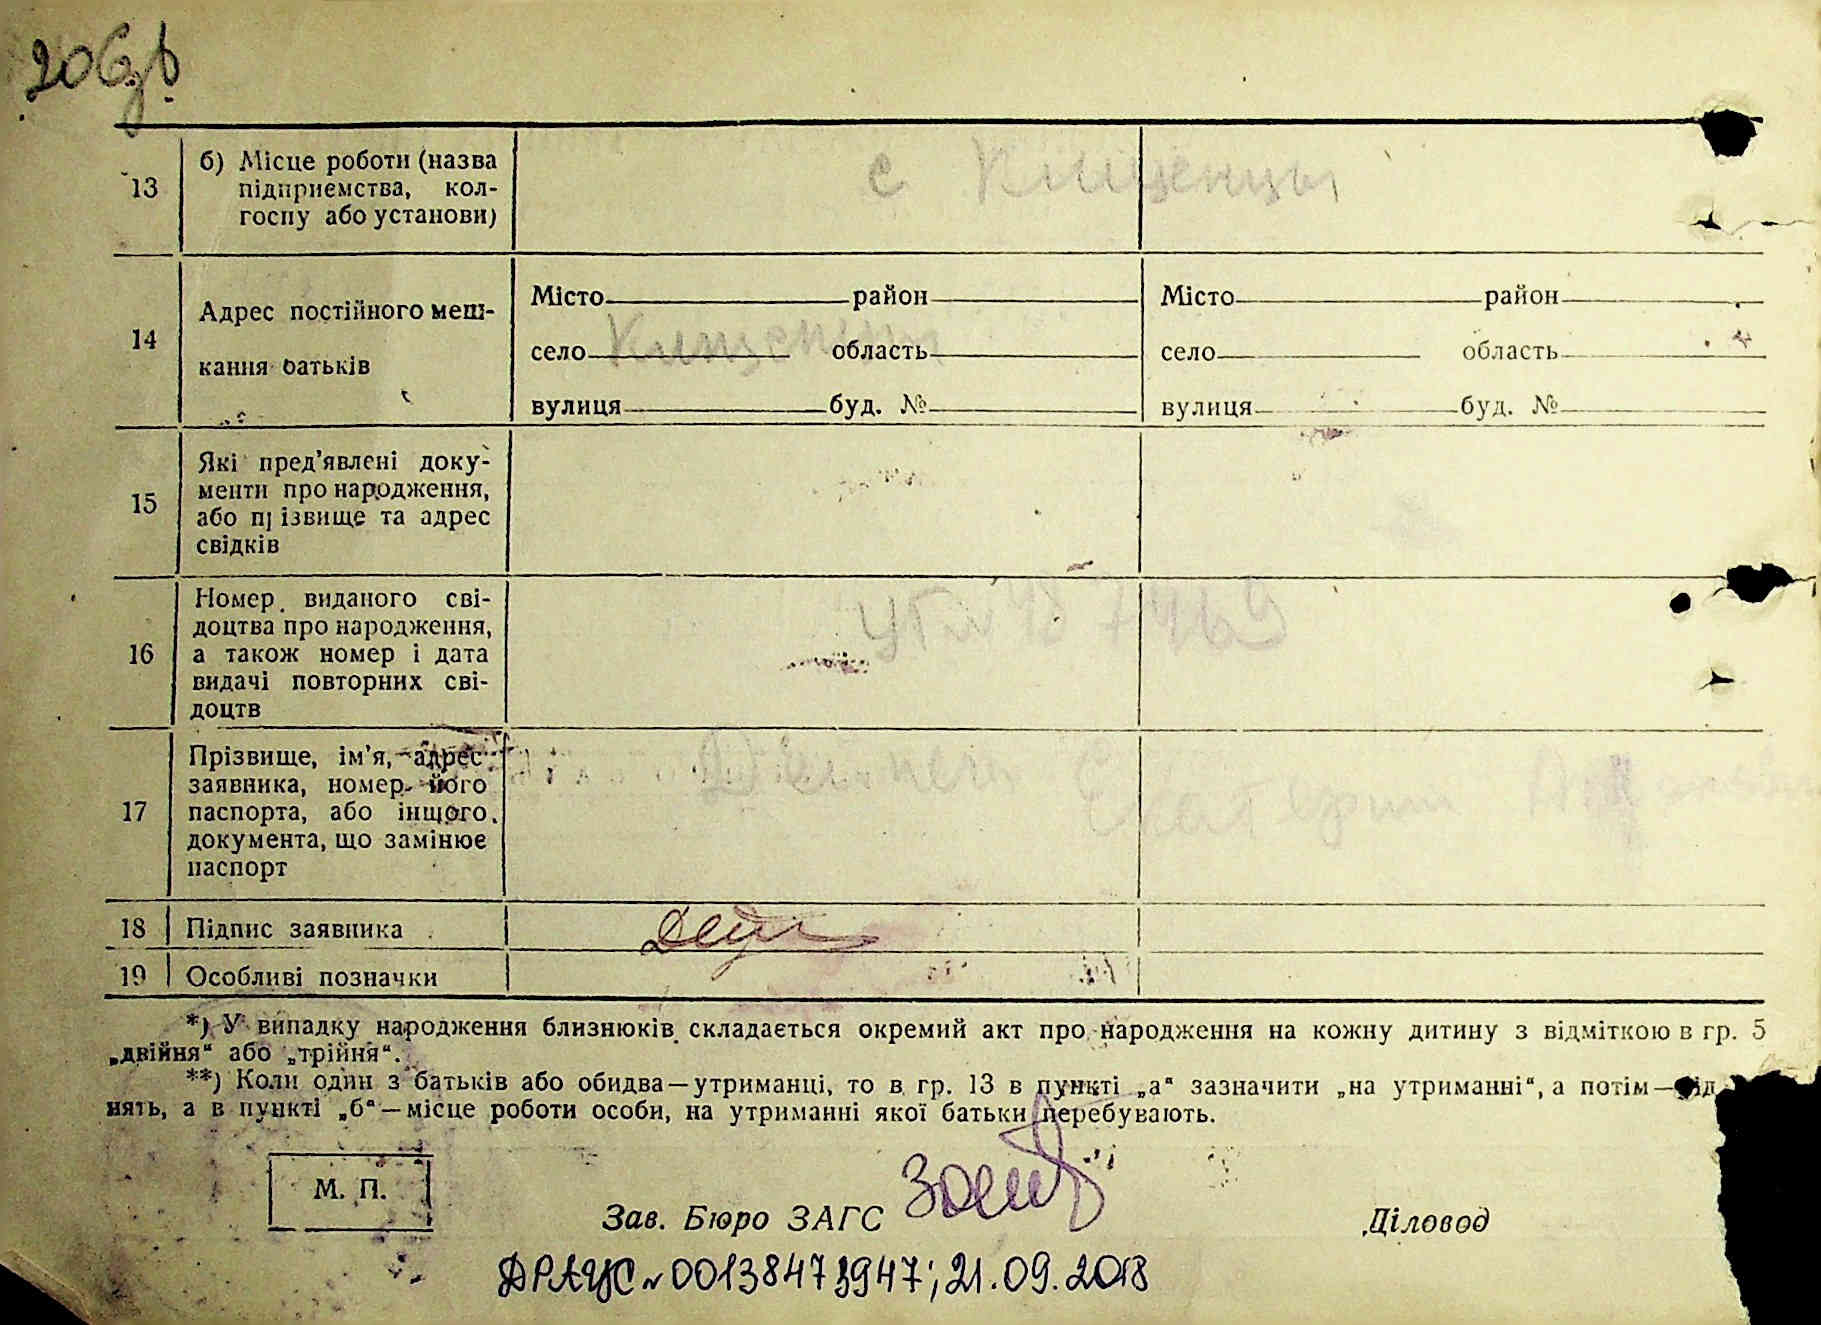 206 зв
13 б) Місце роботи (назва
підприємства, кол-
госпу або установи)
с Кищенцы
14 Адрес постійного меш-
кання батьків
Місто район Місто район
село Кищенцы область село область
вулиця буд. № вулиця буд. №
15 Які пред'явлені доку-
менти про народження,
або прізвище та адрес
свідків
16 Номер виданого сві-
доцтва про народження,
а також номер і дата
видачі повторних сві-
доцтв
17 Прізвище, ім'я, адрес
заявника, номер його
паспорта, або іншого
документа, що замінює
паспорт
Екатерина
18 Підпис заявника
19 Особливі позначки
*) У випадку народження близнюків складається окремий акт про народження на кожну дитину з відміткою в гр. 5
„двійня“ або „трійня“.
**) Коли один з батьків або обидва—утриманці, то в гр. 13 в пункті „а“ зазначити „на утриманні“, а потім—
нять, а в пункті „б“—місце роботи особи, на утриманні якої батьки перебувають.
М. П.
Зав. Бюро ЗАГС
Діловод
ДРАЦС № 00138473947; 21.09.2018